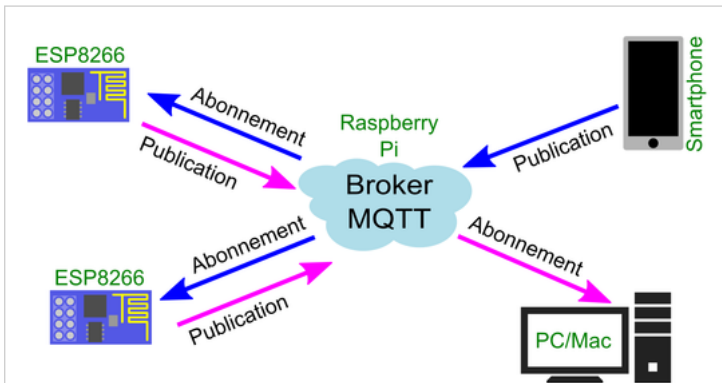 ESP8266
Abonnement
Publication
Raspberry
Pi
Broker
MQTT
Smartphone
Publication
ESP8266
Abonnement
Publication
Abonnement
PC/Mac